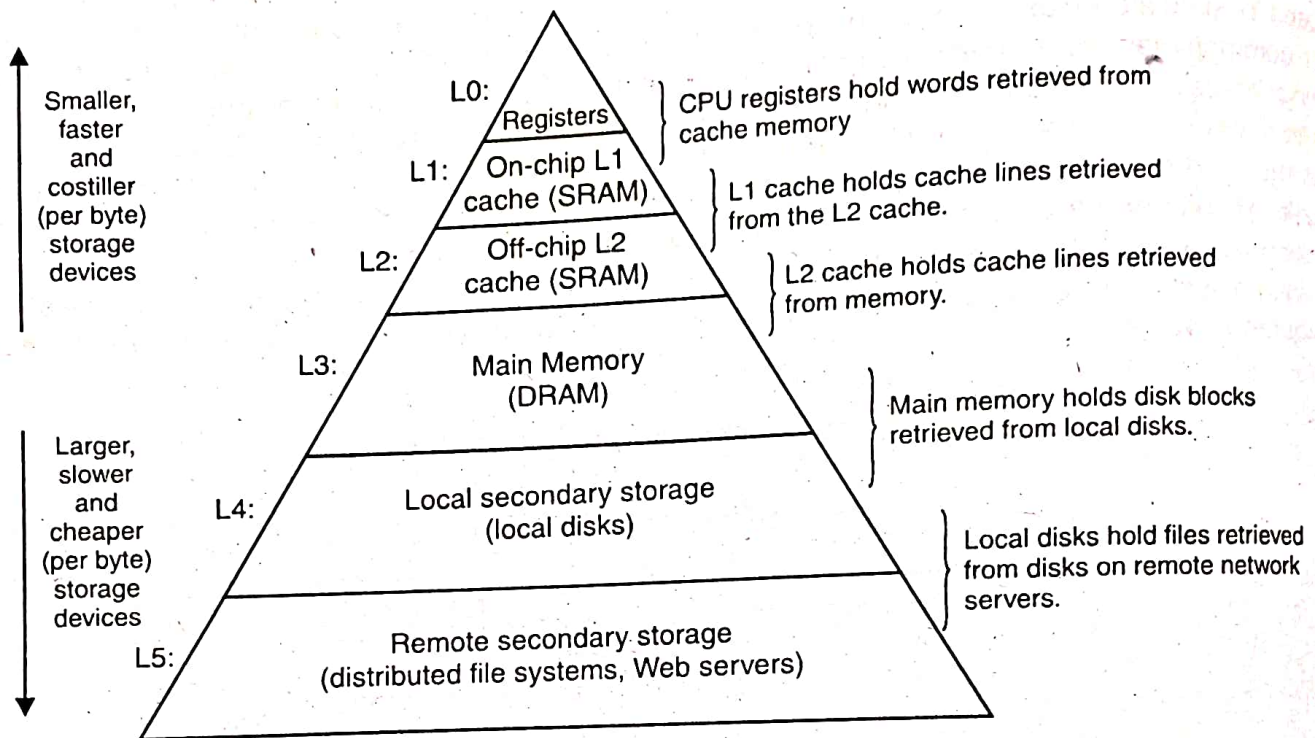 Smaller,
faster
and
costiller
(per byte)
storage
devices
Larger,
slower
and
cheaper
(per byte)
storage
devices
L0:
Registers
CPU registers hold words retrieved from
cache memory
L1:
On-chip L1
cache (SRAM)
L1 cache holds cache lines retrieved
from the L2 cache.
L2:
Off-chip L2
cache (SRAM)
L2 cache holds cache lines retrieved
from memory.
L3:
Main Memory
(DRAM)
Main memory holds disk blocks
retrieved from local disks.
L4:
Local secondary storage
(local disks)
Local disks hold files retrieved
from disks on remote network
servers.
L5:
Remote secondary storage
(distributed file systems, Web servers)